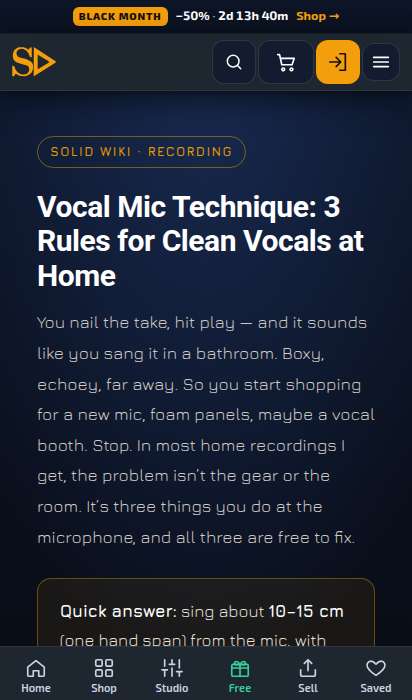 BLACK MONTH −50% · 2d 13h 40m Shop →
SD
SOLID WIKI · RECORDING
Vocal Mic Technique: 3
Rules for Clean Vocals at
Home
You nail the take, hit play — and it sounds
like you sang it in a bathroom. Boxy,
echoey, far away. So you start shopping
for a new mic, foam panels, maybe a vocal
booth. Stop. In most home recordings I
get, the problem isn't the gear or the
room. It's three things you do at the
microphone, and all three are free to fix.
Quick answer: sing about 10–15 cm
(one hand span) from the mic, with
Home Shop Studio Free Sell Saved